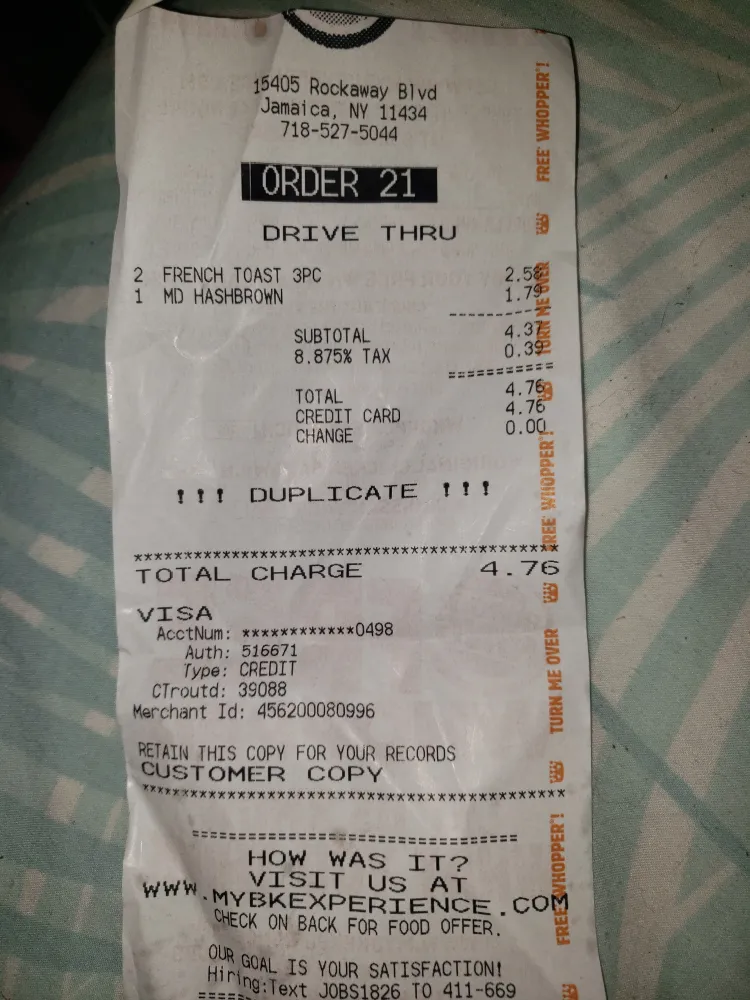 15405 Rockaway Blvd
Jamaica, NY 11434
718-527-5044
ORDER 21
DRIVE THRU
2 FRENCH TOAST 3PC 2.58
1 MD HASHBROWN 1.79
SUBTOTAL 4.37
8.875% TAX 0.39
TOTAL 4.76
CREDIT CARD 4.76
CHANGE 0.00
!!! DUPLICATE !!!
****************************************
TOTAL CHARGE 4.76
VISA
AcctNum: ************0498
Auth: 516671
Type: CREDIT
CTroutd: 39088
Merchant Id: 456200080996
RETAIN THIS COPY FOR YOUR RECORDS
CUSTOMER COPY
****************************************
==============================
HOW WAS IT?
VISIT US AT
www.MYBKEXPERIENCE.COM
CHECK ON BACK FOR FOOD OFFER.
OUR GOAL IS YOUR SATISFACTION!
Hiring:Text JOBS1826 TO 411-669
FREE WHOPPER®!
TURN ME OVER
FREE WHOPPER®!
TURN ME OVER
FREE WHOPPER®!